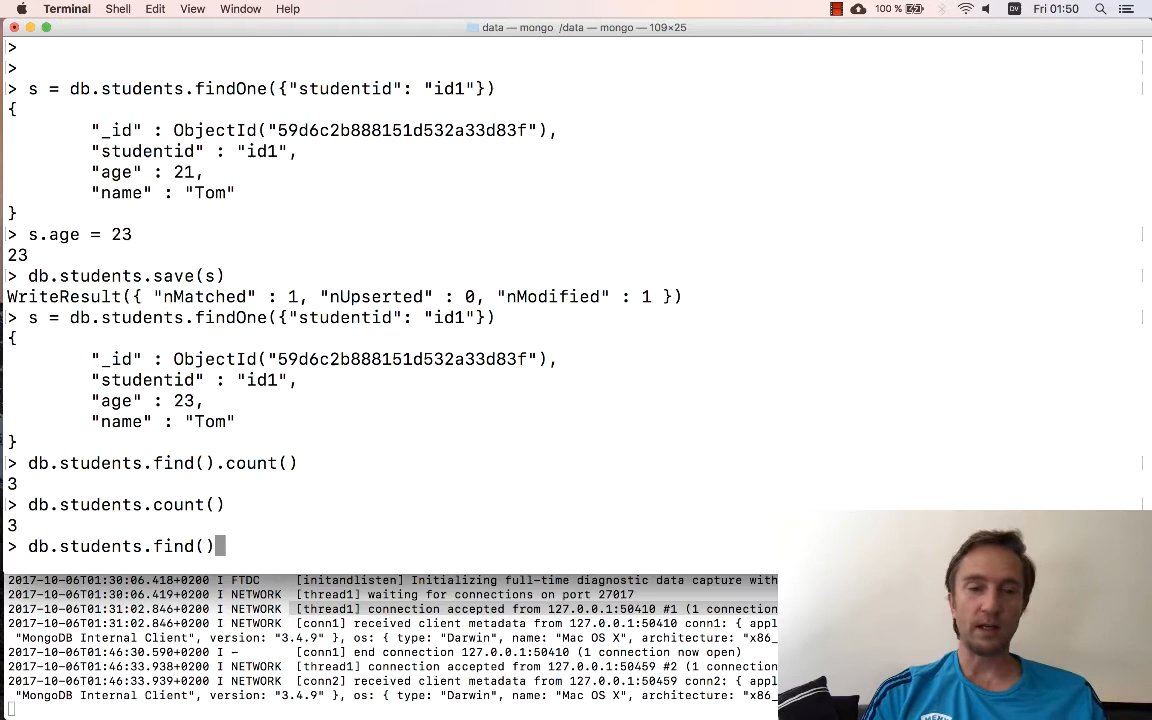 Terminal Shell Edit View Window Help 100 % DV Fri 01:50
data — mongo /data — mongo — 109×25
>
>
> s = db.students.findOne({"studentid": "id1"})
{
"_id" : ObjectId("59d6c2b888151d532a33d83f"),
"studentid" : "id1",
"age" : 21,
"name" : "Tom"
}
> s.age = 23
23
> db.students.save(s)
WriteResult({ "nMatched" : 1, "nUpserted" : 0, "nModified" : 1 })
> s = db.students.findOne({"studentid": "id1"})
{
"_id" : ObjectId("59d6c2b888151d532a33d83f"),
"studentid" : "id1",
"age" : 23,
"name" : "Tom"
}
> db.students.find().count()
3
> db.students.count()
3
> db.students.find()
2017-10-06T01:30:06.418+0200 I FTDC [initandlisten] Initializing full-time diagnostic data capture with
2017-10-06T01:30:06.419+0200 I NETWORK [thread1] waiting for connections on port 27017
2017-10-06T01:31:02.846+0200 I NETWORK [thread1] connection accepted from 127.0.0.1:50410 #1 (1 connection
2017-10-06T01:31:02.846+0200 I NETWORK [conn1] received client metadata from 127.0.0.1:50410 conn1: { appl
"MongoDB Internal Client", version: "3.4.9" }, os: { type: "Darwin", name: "Mac OS X", architecture: "x86_
2017-10-06T01:46:30.590+0200 I - [conn1] end connection 127.0.0.1:50410 (1 connection now open)
2017-10-06T01:46:33.938+0200 I NETWORK [thread1] connection accepted from 127.0.0.1:50459 #2 (1 connection
2017-10-06T01:46:33.939+0200 I NETWORK [conn2] received client metadata from 127.0.0.1:50459 conn2: { appl
"MongoDB Internal Client", version: "3.4.9" }, os: { type: "Darwin", name: "Mac OS X", architecture: "x86_